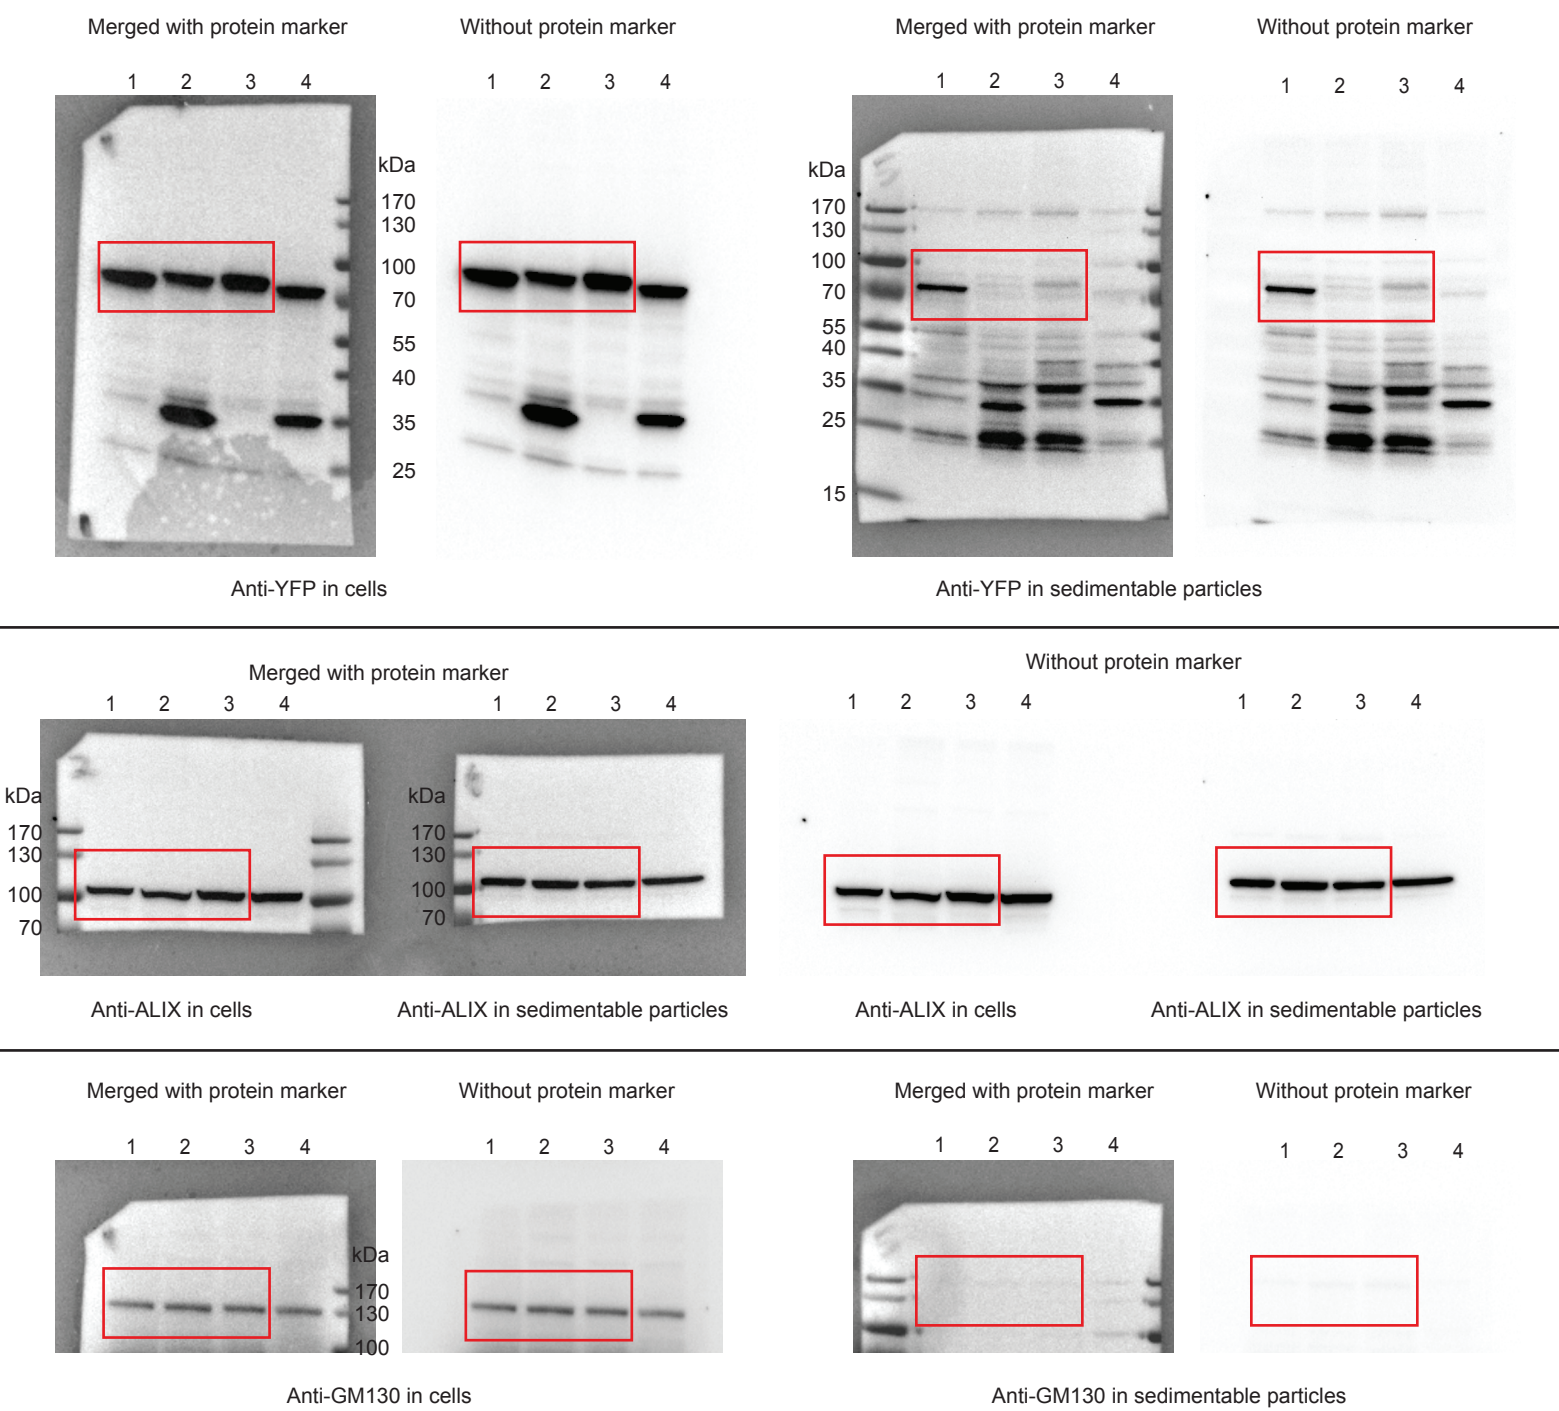 Merged with protein marker
Without protein marker
Merged with protein marker
Without protein marker
1 2 3 4
1 2 3 4
1 2 3 4
1 2 3 4
kDa
170
130
100
70
55
40
35
25
kDa
170
130
100
70
55
40
35
25
15
Anti-YFP in cells
Anti-YFP in sedimentable particles
Merged with protein marker
Without protein marker
1 2 3 4
1 2 3 4
1 2 3 4
1 2 3 4
kDa
170
130
100
70
kDa
170
130
100
70
Anti-ALIX in cells
Anti-ALIX in sedimentable particles
Anti-ALIX in cells
Anti-ALIX in sedimentable particles
Merged with protein marker
Without protein marker
Merged with protein marker
Without protein marker
1 2 3 4
1 2 3 4
1 2 3 4
1 2 3 4
kDa
170
130
100
Anti-GM130 in cells
Anti-GM130 in sedimentable particles